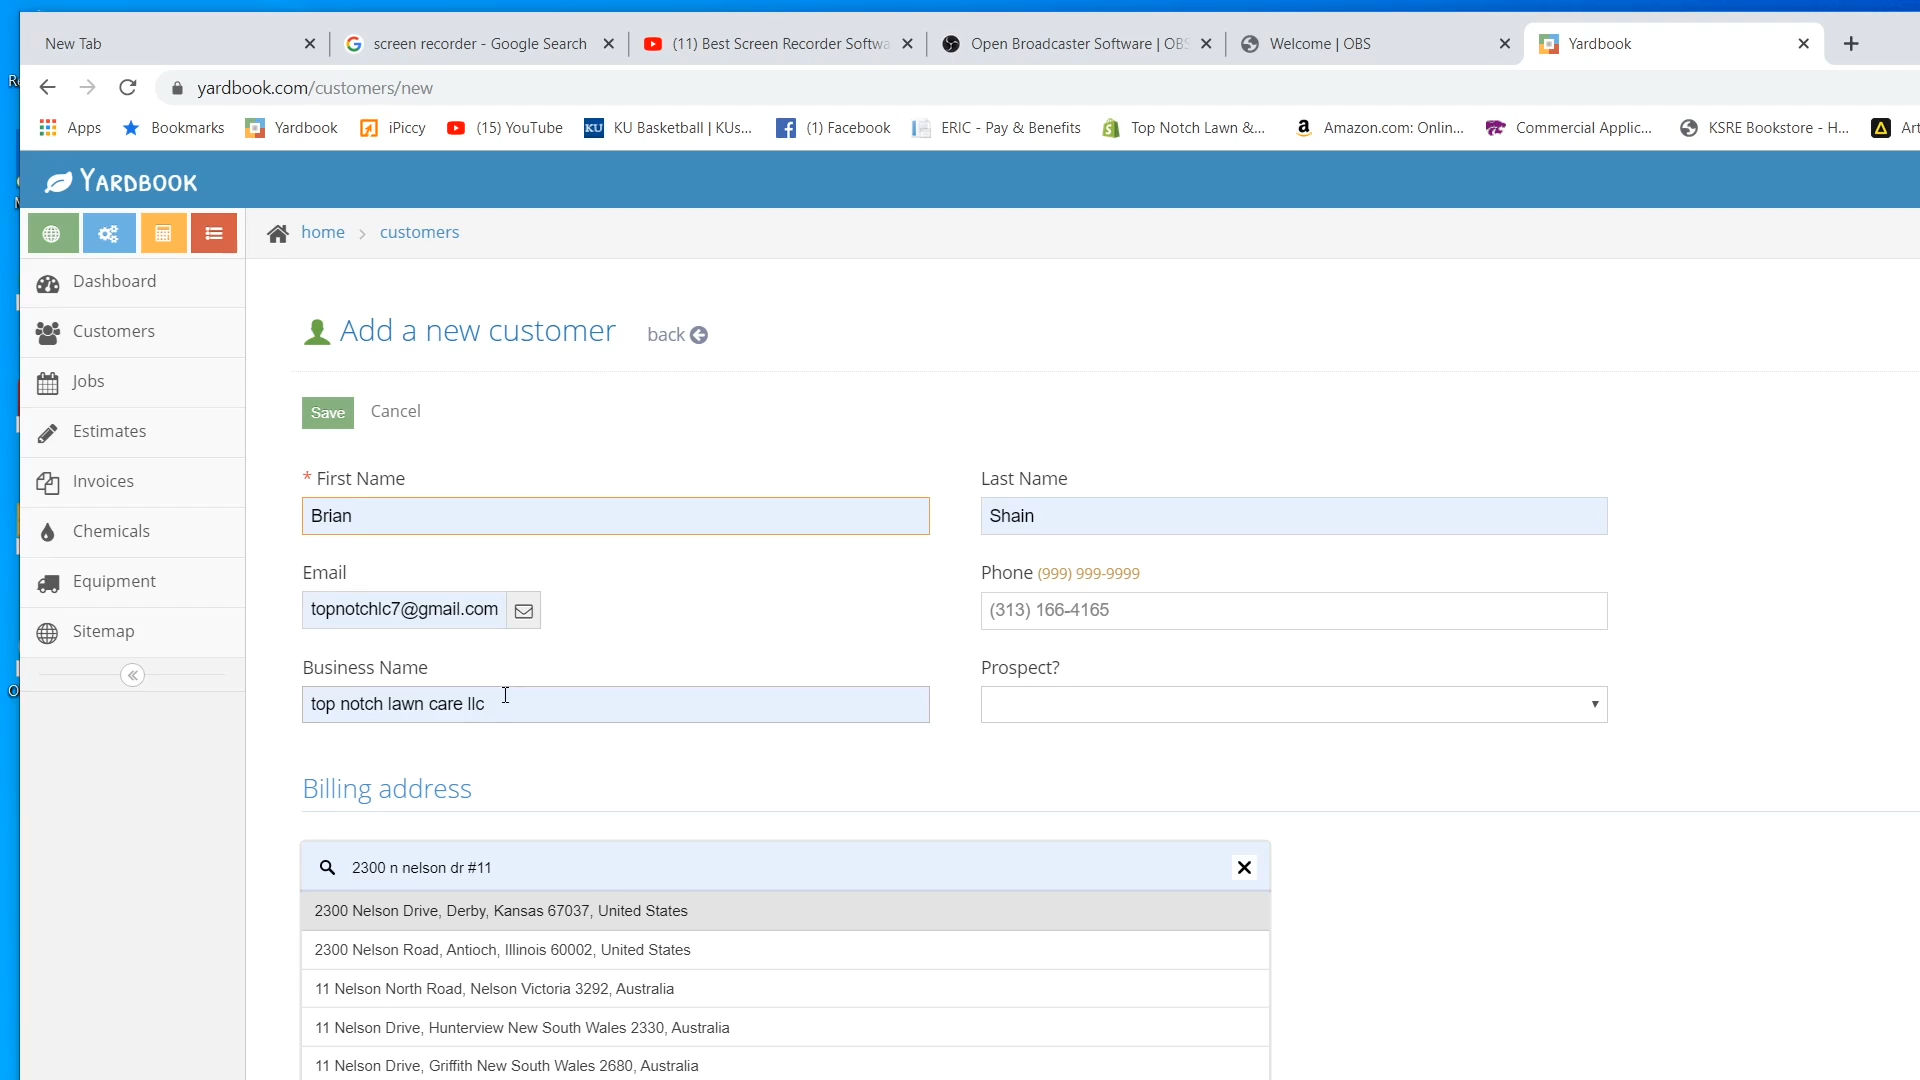 New Tab
screen recorder - Google Search
(11) Best Screen Recorder Softwa
Open Broadcaster Software | OBS
Welcome | OBS
Yardbook
yardbook.com/customers/new
Apps
Bookmarks
Yardbook
iPiccy
(15) YouTube
KU
KU Basketball | KUs...
(1) Facebook
ERIC - Pay & Benefits
Top Notch Lawn &...
Amazon.com: Onlin...
Commercial Applic...
KSRE Bookstore - H...
Art
YARDBOOK
home
customers
Dashboard
Customers
Jobs
Estimates
Invoices
Chemicals
Equipment
Sitemap
Add a new customer
back
Save
Cancel
* First Name
Last Name
Brian
Shain
Email
Phone (999) 999-9999
topnotchlc7@gmail.com
(313) 166-4165
Business Name
Prospect?
top notch lawn care llc
Billing address
2300 n nelson dr #11
2300 Nelson Drive, Derby, Kansas 67037, United States
2300 Nelson Road, Antioch, Illinois 60002, United States
11 Nelson North Road, Nelson Victoria 3292, Australia
11 Nelson Drive, Hunterview New South Wales 2330, Australia
11 Nelson Drive, Griffith New South Wales 2680, Australia